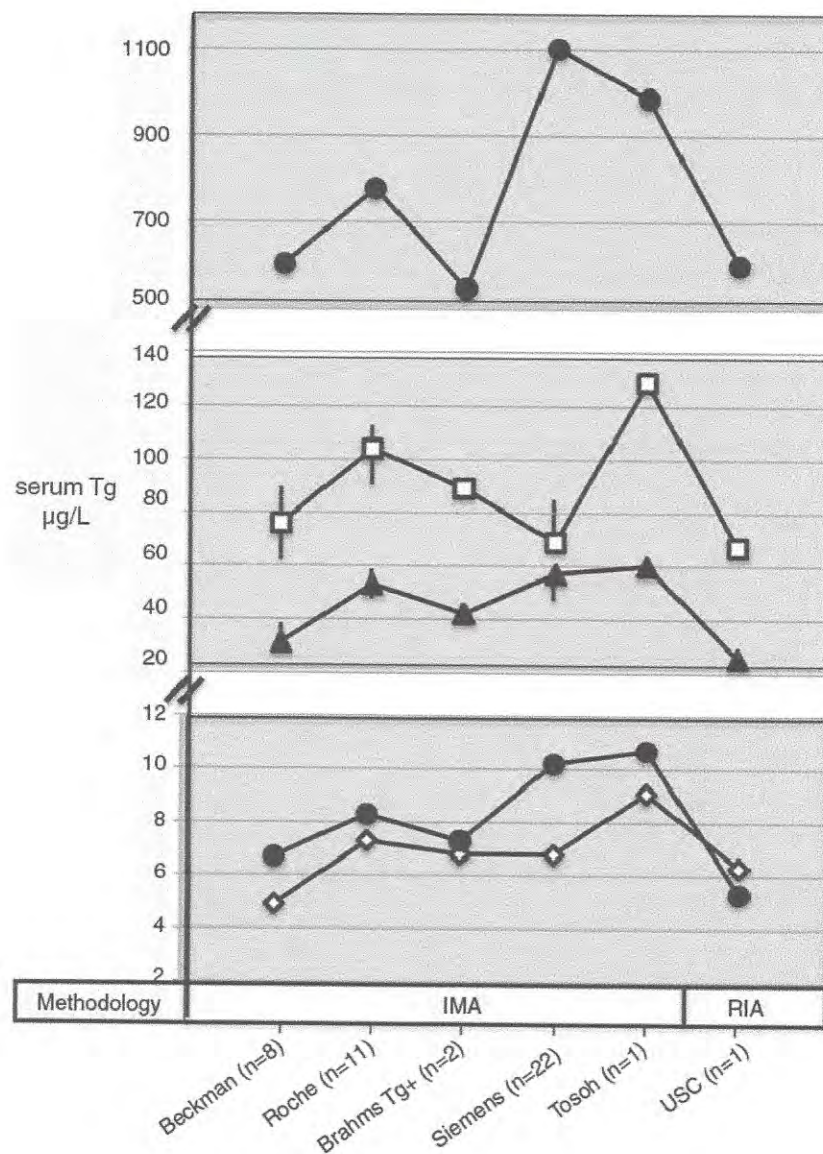 1100
900
700
500
140
120
100
80
60
40
20
serum Tg
µg/L
12
10
8
6
4
2
Methodology
IMA
RIA
Beckman (n=8)
Roche (n=11)
Brahms Tg+ (n=2)
Siemens (n=22)
Tosoh (n=1)
USC (n=1)